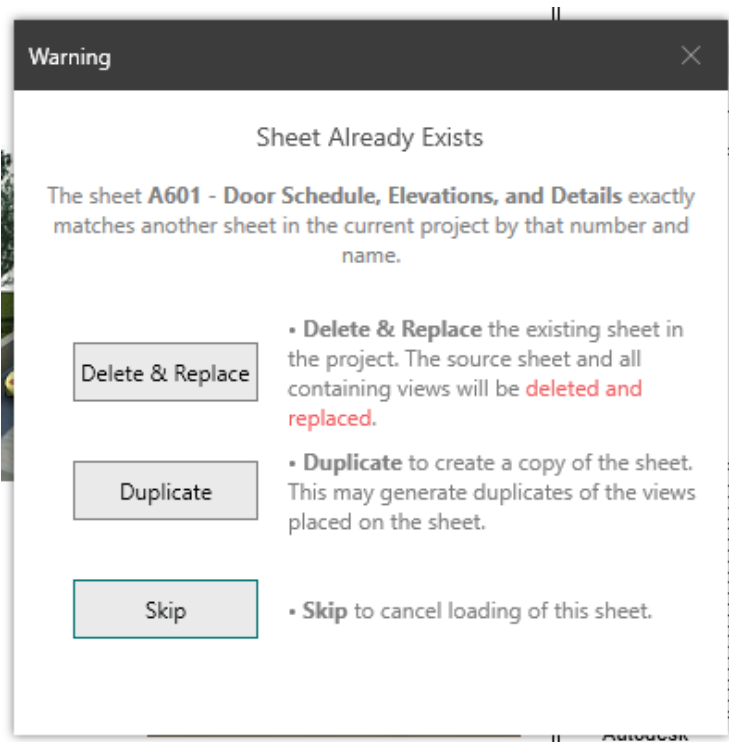 Warning
Sheet Already Exists
The sheet A601 - Door Schedule, Elevations, and Details exactly
matches another sheet in the current project by that number and
name.
Delete & Replace
• Delete & Replace the existing sheet in
the project. The source sheet and all
containing views will be deleted and
replaced.
Duplicate
• Duplicate to create a copy of the sheet.
This may generate duplicates of the views
placed on the sheet.
Skip
• Skip to cancel loading of this sheet.
Autodesk